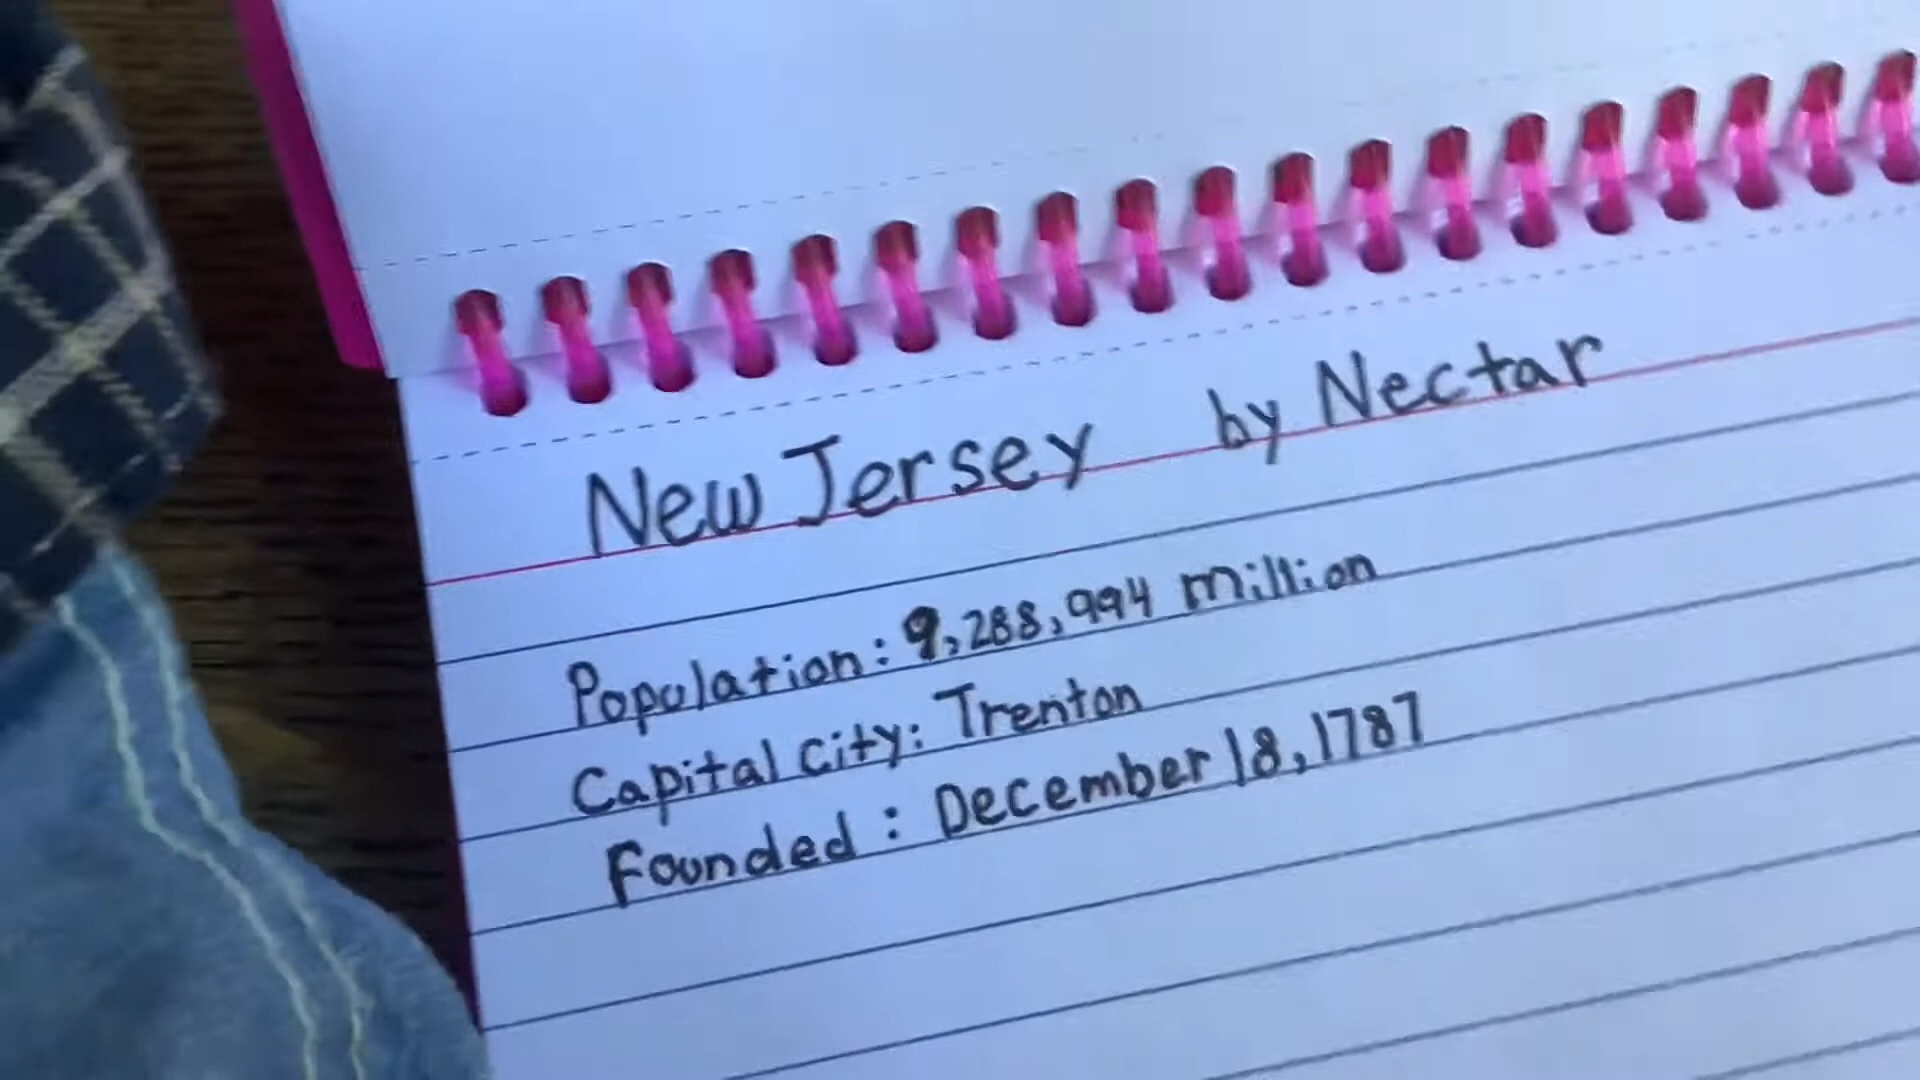 New Jersey by Nectar
Population: 9,288,994 million
Capital City: Trenton
Founded: December 18, 1787